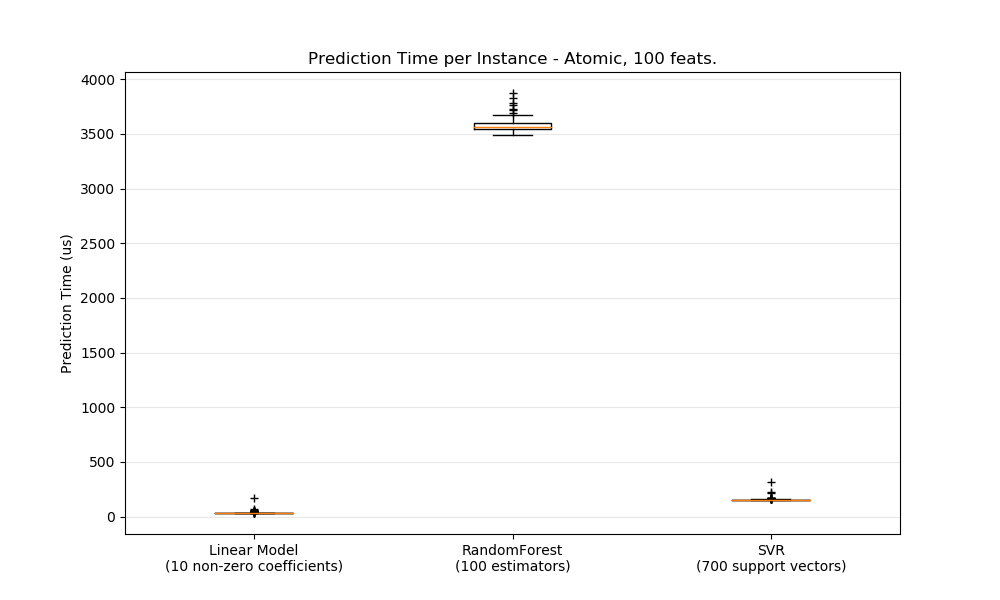 Prediction Time per Instance - Atomic, 100 feats.
Prediction Time (us)
4000
3500
3000
2500
2000
1500
1000
500
0
Linear Model
(10 non-zero coefficients)
RandomForest
(100 estimators)
SVR
(700 support vectors)